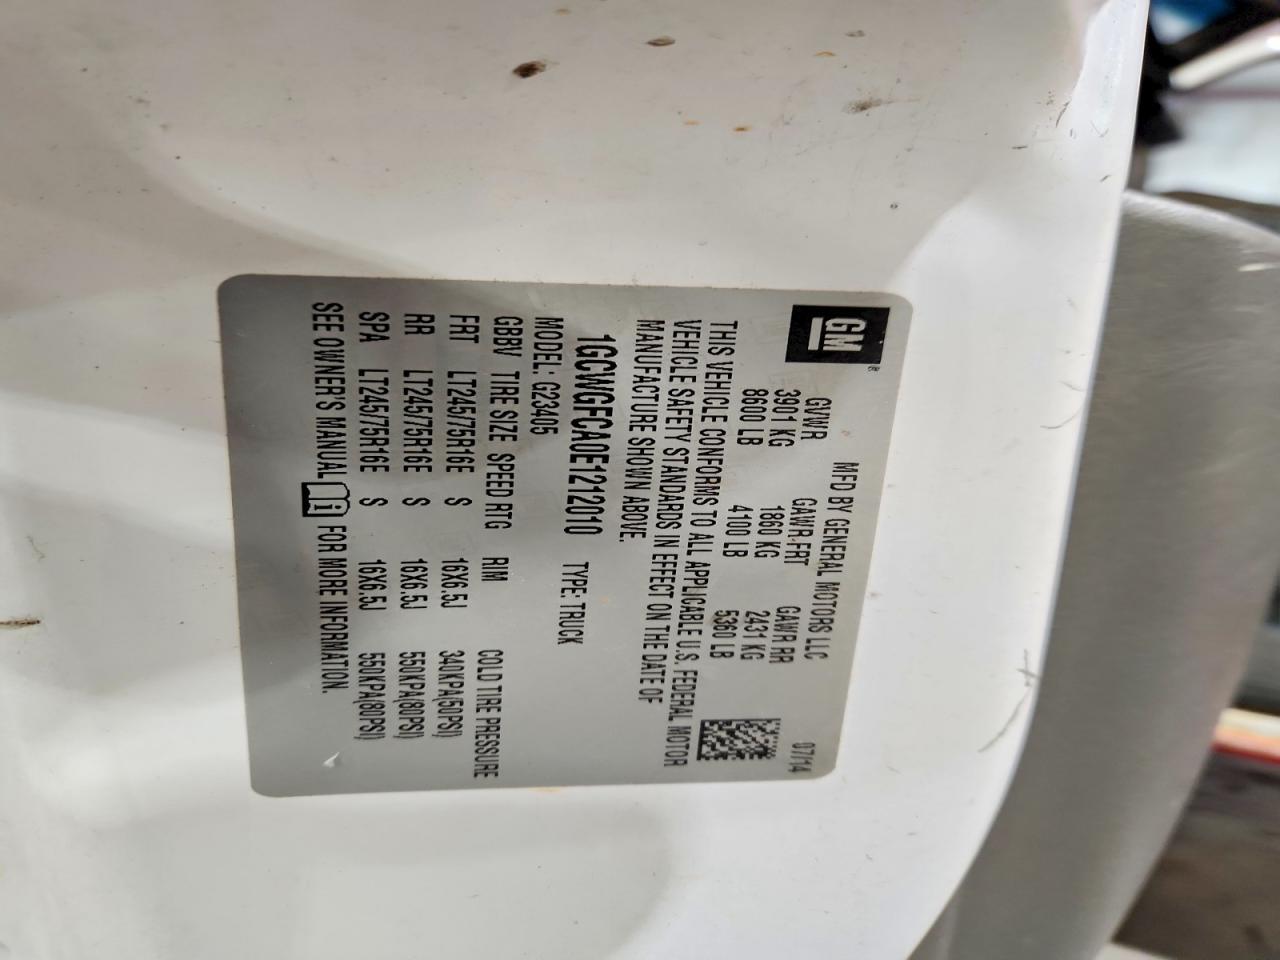 GM®
MFD BY GENERAL MOTORS LLC 07/14
GVWR GAWR FRT GAWR RR
3901 KG 1860 KG 2431 KG
8600 LB 4100 LB 5360 LB
THIS VEHICLE CONFORMS TO ALL APPLICABLE U.S. FEDERAL MOTOR
VEHICLE SAFETY STANDARDS IN EFFECT ON THE DATE OF
MANUFACTURE SHOWN ABOVE.
1GCWGFCA0E1212010 TYPE: TRUCK
MODEL: G23405
GBBV TIRE SIZE SPEED RTG RIM COLD TIRE PRESSURE
FRT LT245/75R16E S 16X6.5J 340KPA(50PSI)
RR LT245/75R16E S 16X6.5J 550KPA(80PSI)
SPA LT245/75R16E S 16X6.5J 550KPA(80PSI)
SEE OWNER'S MANUAL FOR MORE INFORMATION.